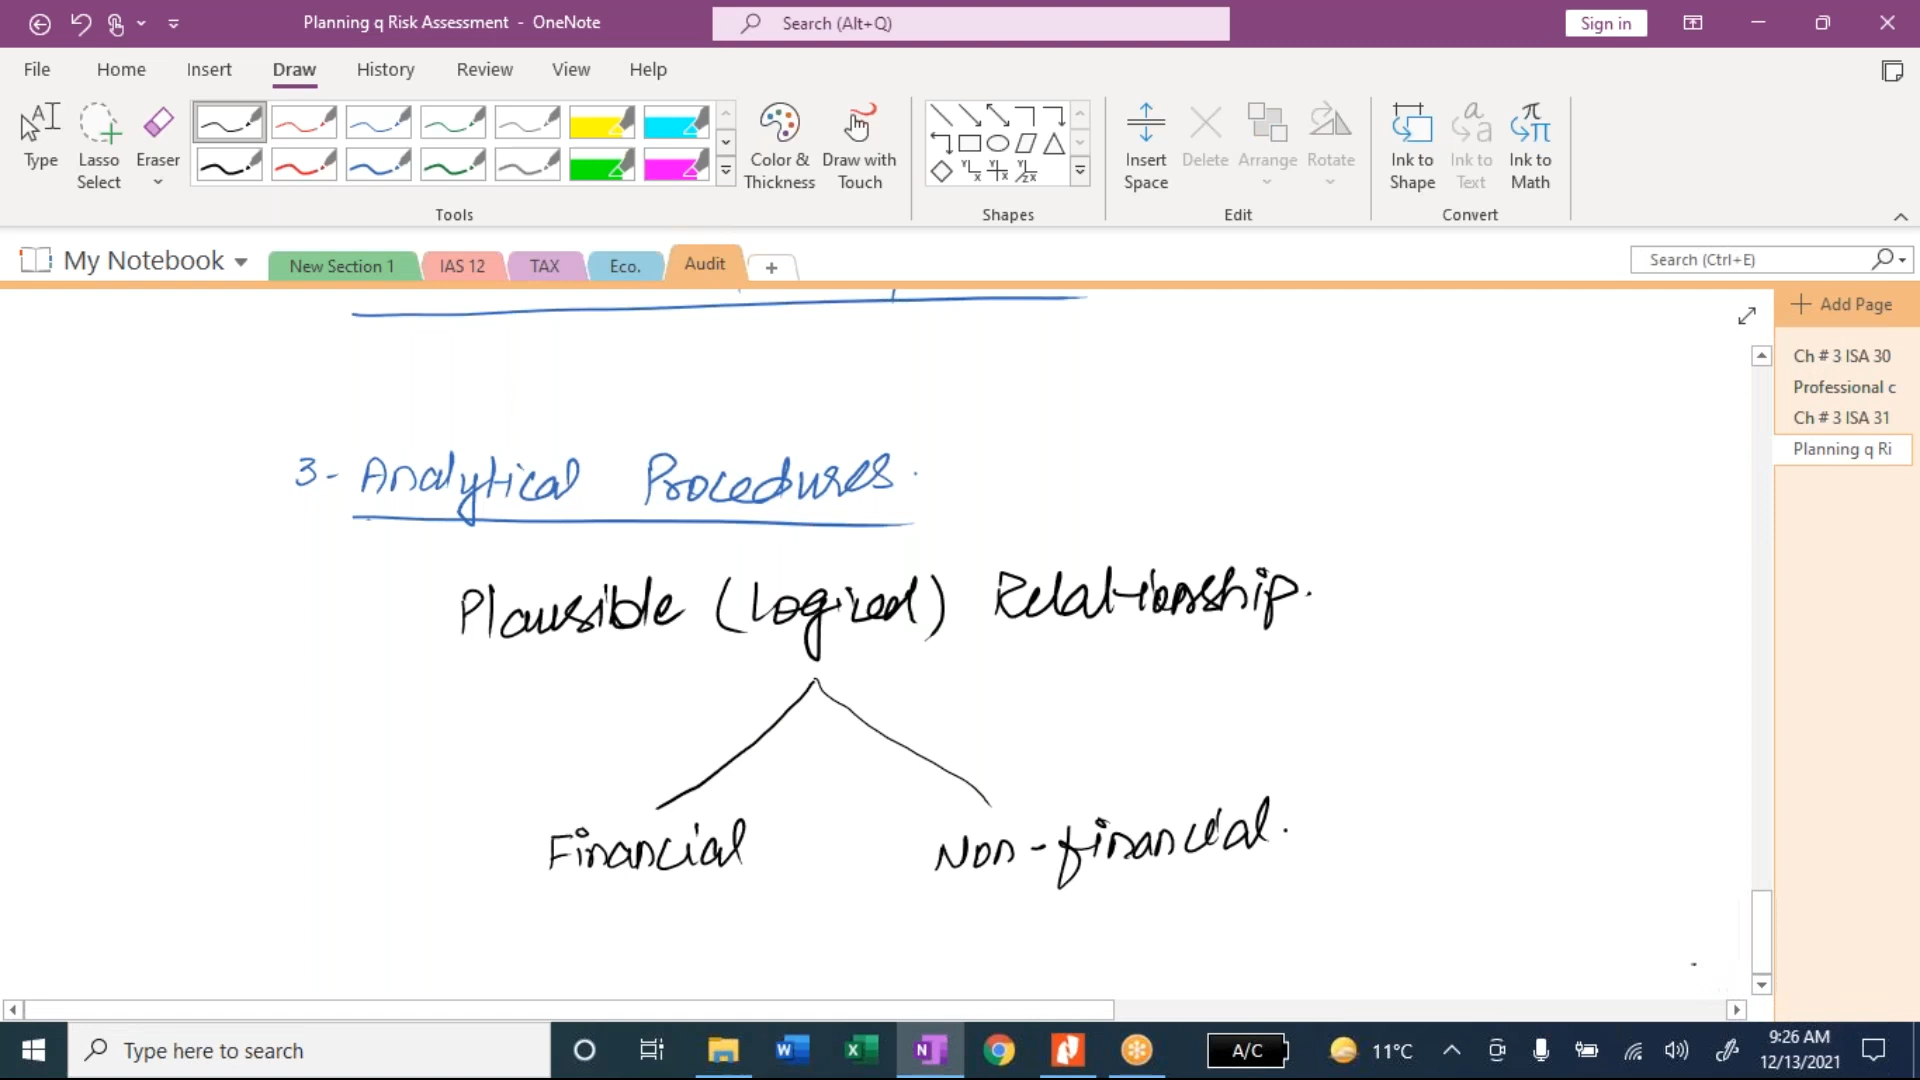 Planning q Risk Assessment - OneNote
Search (Alt+Q)
Sign in
File Home Insert Draw History Review View Help
Type
Lasso Select
Eraser
Color & Thickness
Draw with Touch
Insert Space
Delete
Arrange
Rotate
Ink to Shape
Ink to Text
Ink to Math
Tools Shapes Edit Convert
My Notebook
New Section 1 IAS 12 TAX Eco. Audit
Search (Ctrl+E)
Add Page
Ch # 3 ISA 30
Professional c
Ch # 3 ISA 31
Planning q Ri
3- Analytical Procedures.
Plausible (Logical) Relationship.
Financial Non-financial.
Type here to search
A/C
11°C
9:26 AM
12/13/2021